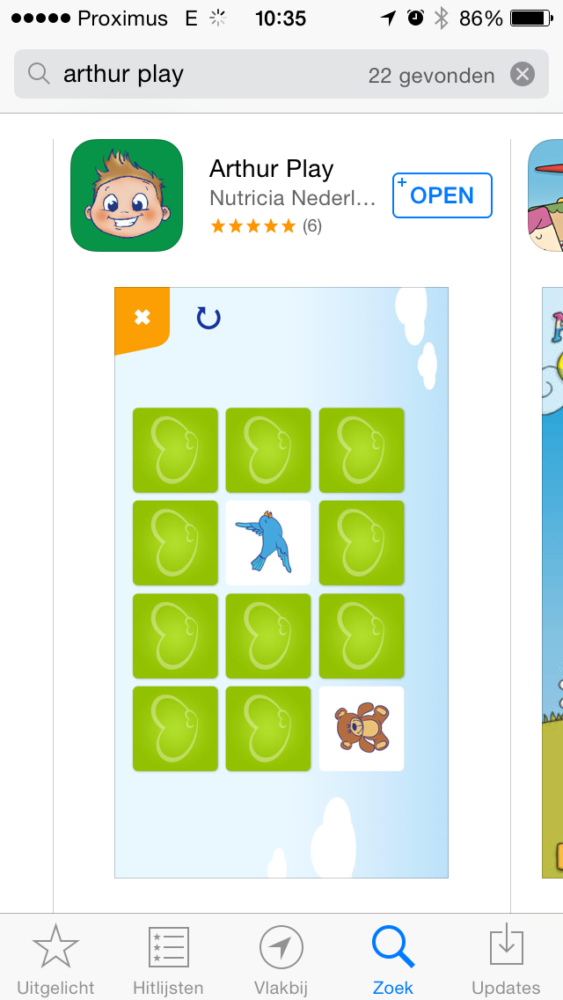 Proximus E 10:35 86%
arthur play 22 gevonden
Arthur Play
Nutricia Nederl...
+ OPEN
(6)
Uitgelicht Hitlijsten Vlakbij Zoek Updates